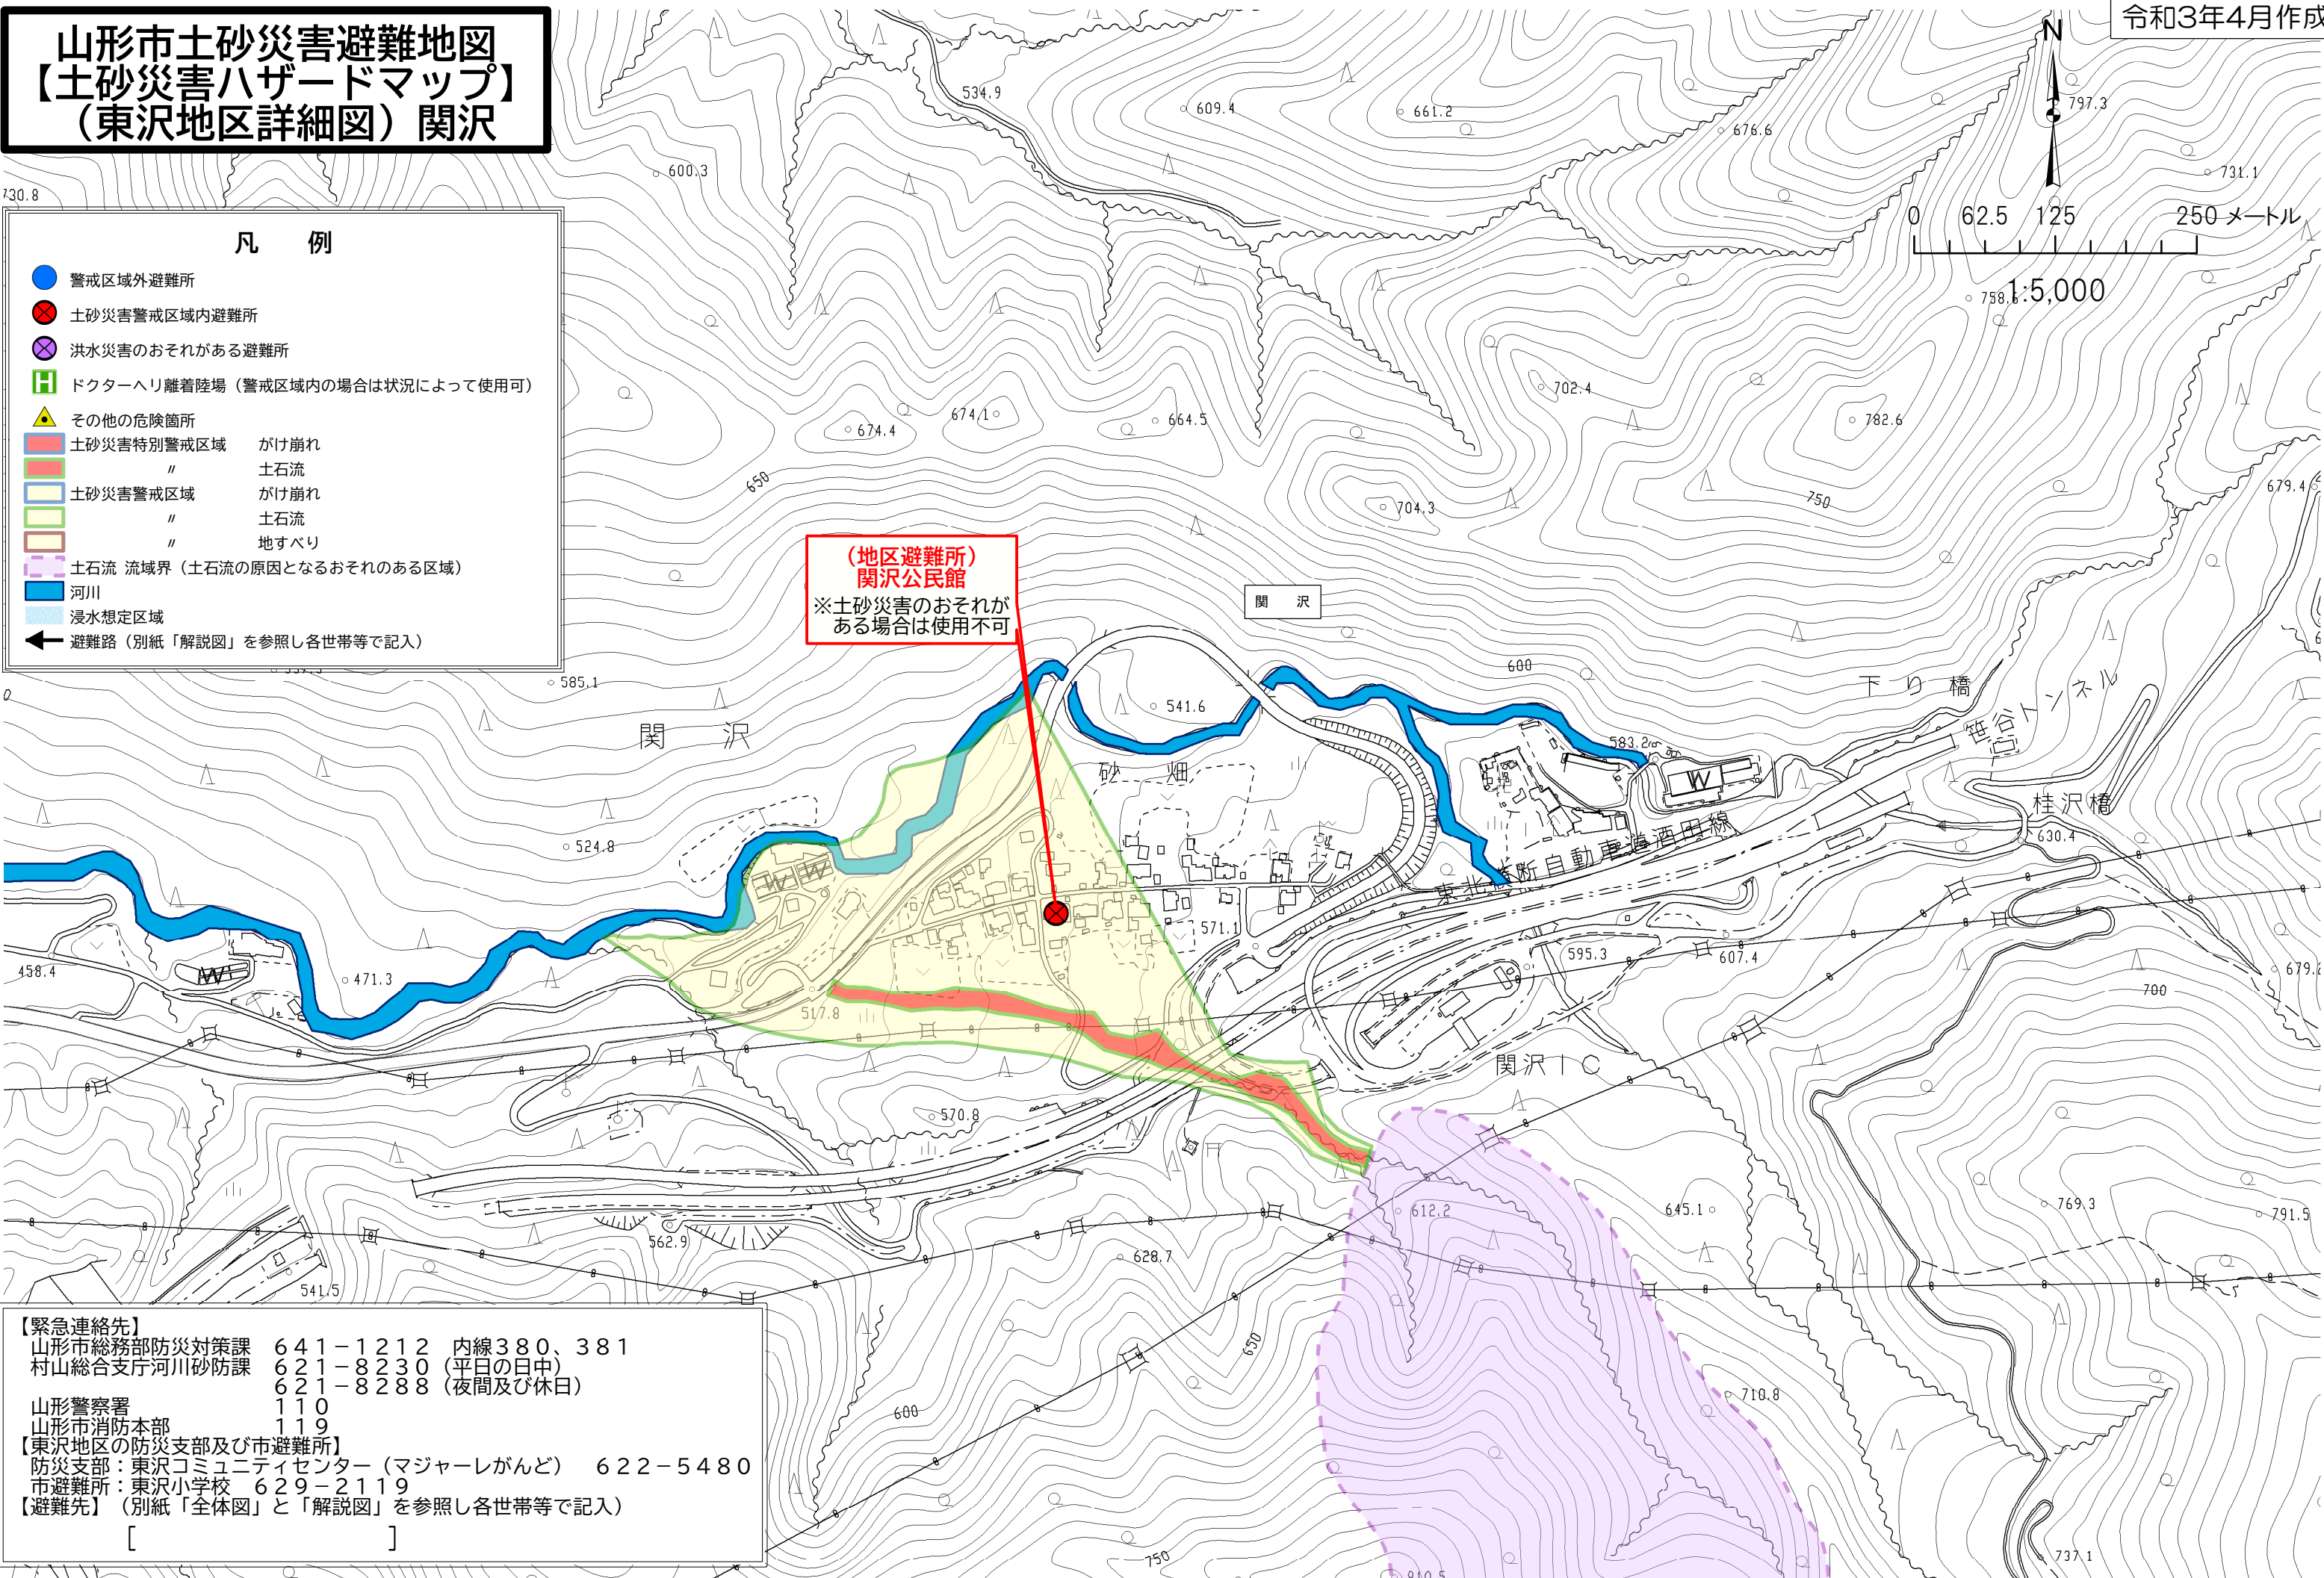 山形市土砂災害避難地図
【土砂災害ハザードマップ】
（東沢地区詳細図）関沢
令和3年4月作成
N
0 62.5 125 250 メートル
1:5,000
凡 例
警戒区域外避難所
土砂災害警戒区域内避難所
洪水災害のおそれがある避難所
H ドクターヘリ離着陸場（警戒区域内の場合は状況によって使用可）
その他の危険箇所
土砂災害特別警戒区域 がけ崩れ
〃 土石流
土砂災害警戒区域 がけ崩れ
〃 土石流
〃 地すべり
土石流 流域界（土石流の原因となるおそれのある区域）
河川
浸水想定区域
避難路（別紙「解説図」を参照し各世帯等で記入）
（地区避難所）
関沢公民館
※土砂災害のおそれが
ある場合は使用不可
関 沢
関 沢
砂 畑
下り橋
笹谷トンネル
桂沢橋
東北横断自動車道酒田線
関沢IC
730.8
534.9
609.4
661.2
676.6
797.3
731.1
600.3
758.6
702.4
782.6
674.4
674.1
664.5
704.3
679.4
650
750
600
585.1
541.6
583.2
524.8
630.4
571.1
595.3
607.4
458.4
471.3
517.8
700
570.8
612.2
645.1
769.3
791.5
562.9
628.7
541.5
650
710.8
600
750
737.1
【緊急連絡先】
山形市総務部防災対策課 ６４１－１２１２ 内線３８０、３８１
村山総合支庁河川砂防課 ６２１－８２３０（平日の日中）
６２１－８２８８（夜間及び休日）
山形警察署 １１０
山形市消防本部 １１９
【東沢地区の防災支部及び市避難所】
防災支部：東沢コミュニティセンター（マジャーレがんど） ６２２－５４８０
市避難所：東沢小学校 ６２９－２１１９
【避難先】（別紙「全体図」と「解説図」を参照し各世帯等で記入）
[ ]